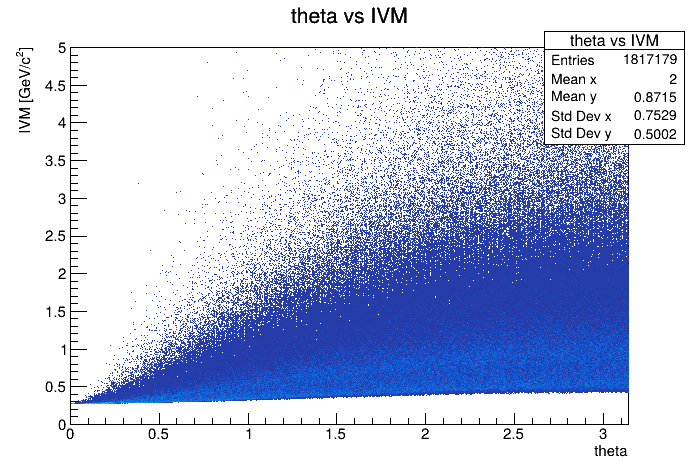 theta vs IVM
theta vs IVM
Entries 1817179
Mean x 2
Mean y 0.8715
Std Dev x 0.7529
Std Dev y 0.5002
IVM [GeV/c²]
5
4.5
4
3.5
3
2.5
2
1.5
1
0.5
0
0 0.5 1 1.5 2 2.5 3
theta